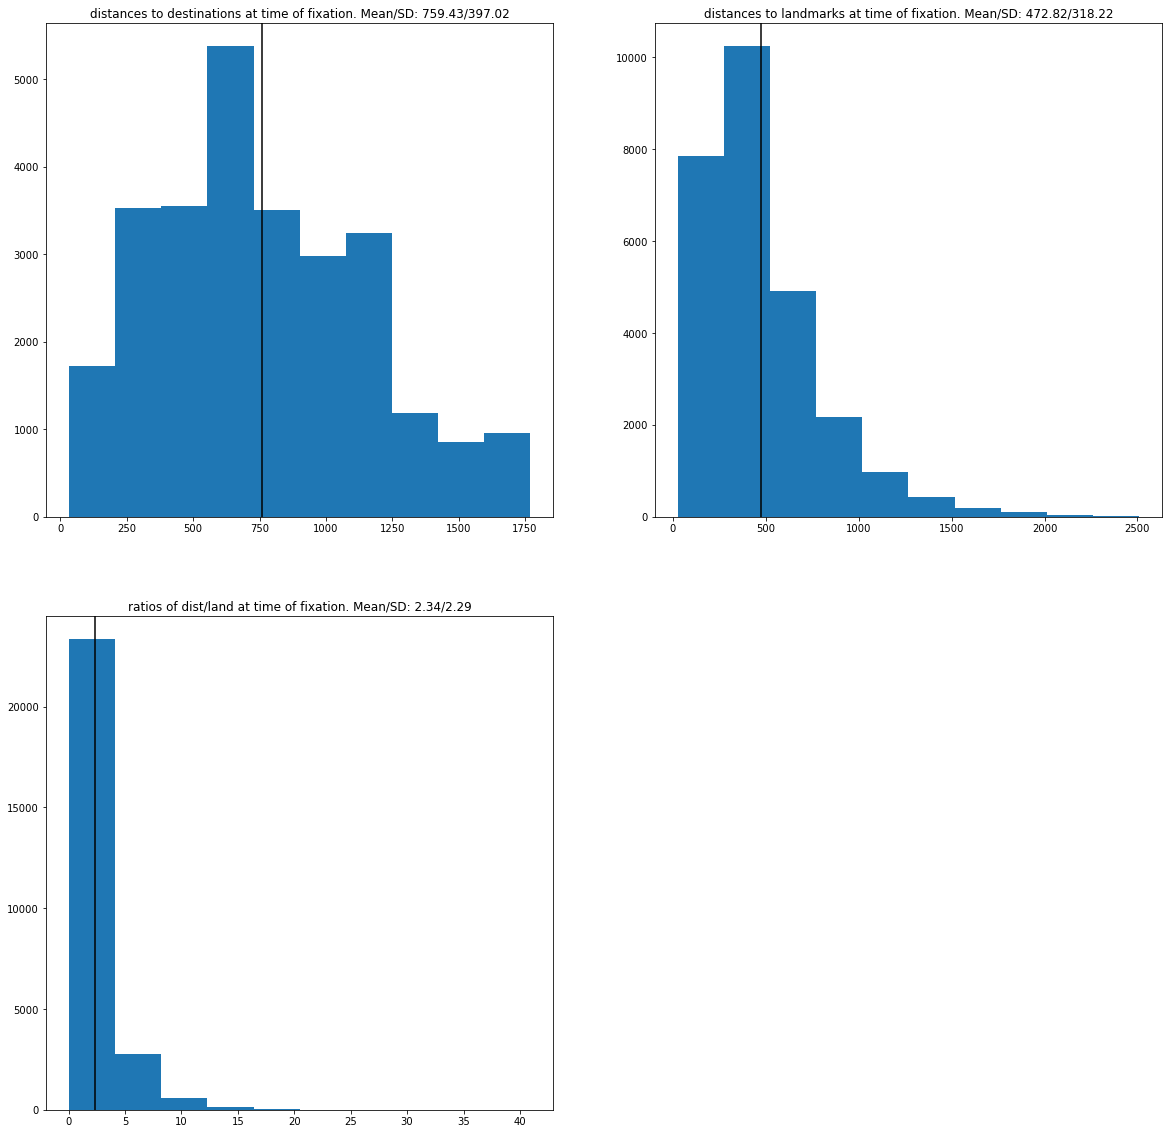 distances to destinations at time of fixation. Mean/SD: 759.43/397.02
5000
4000
3000
2000
1000
0
0 250 500 750 1000 1250 1500 1750
distances to landmarks at time of fixation. Mean/SD: 472.82/318.22
10000
8000
6000
4000
2000
0
0 500 1000 1500 2000 2500
ratios of dist/land at time of fixation. Mean/SD: 2.34/2.29
20000
15000
10000
5000
0
0 5 10 15 20 25 30 35 40